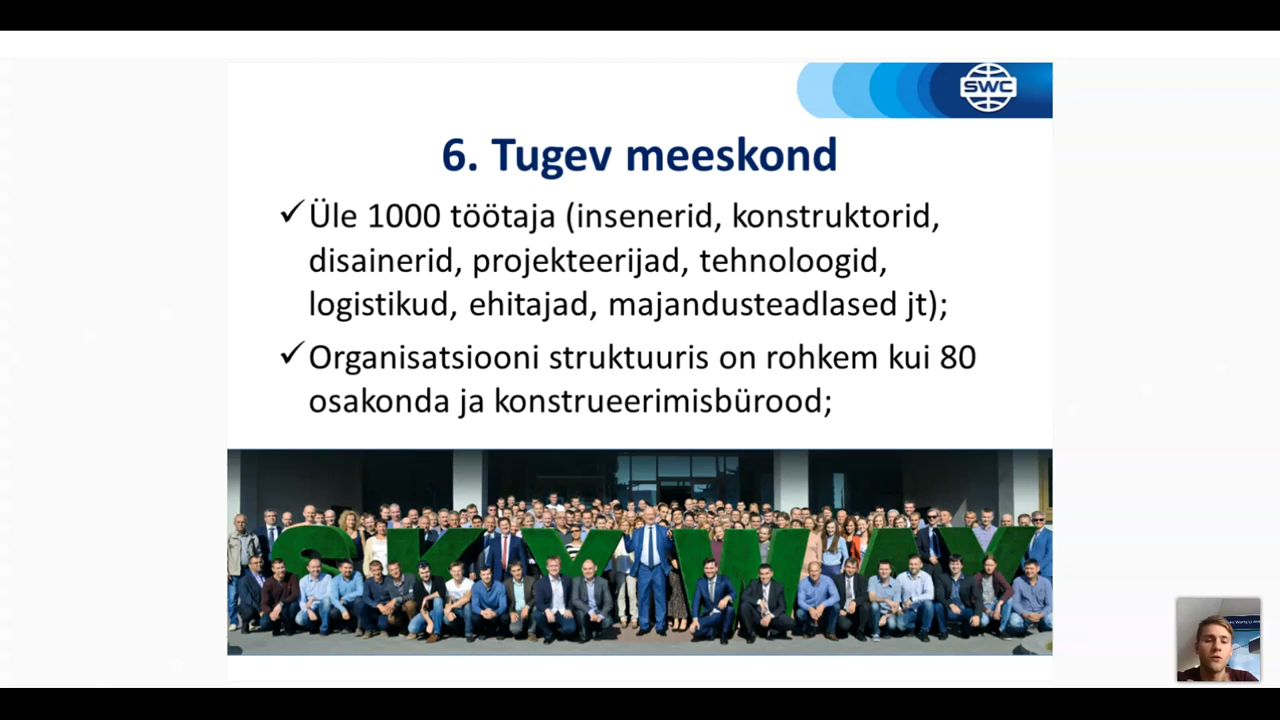 SWC
6. Tugev meeskond
✓ Üle 1000 töötaja (insenerid, konstruktorid,
disainerid, projekteerijad, tehnoloogid,
logistikud, ehitajad, majandusteadlased jt);
✓ Organisatsiooni struktuuris on rohkem kui 80
osakonda ja konstrueerimisbürood;
SKYWAY